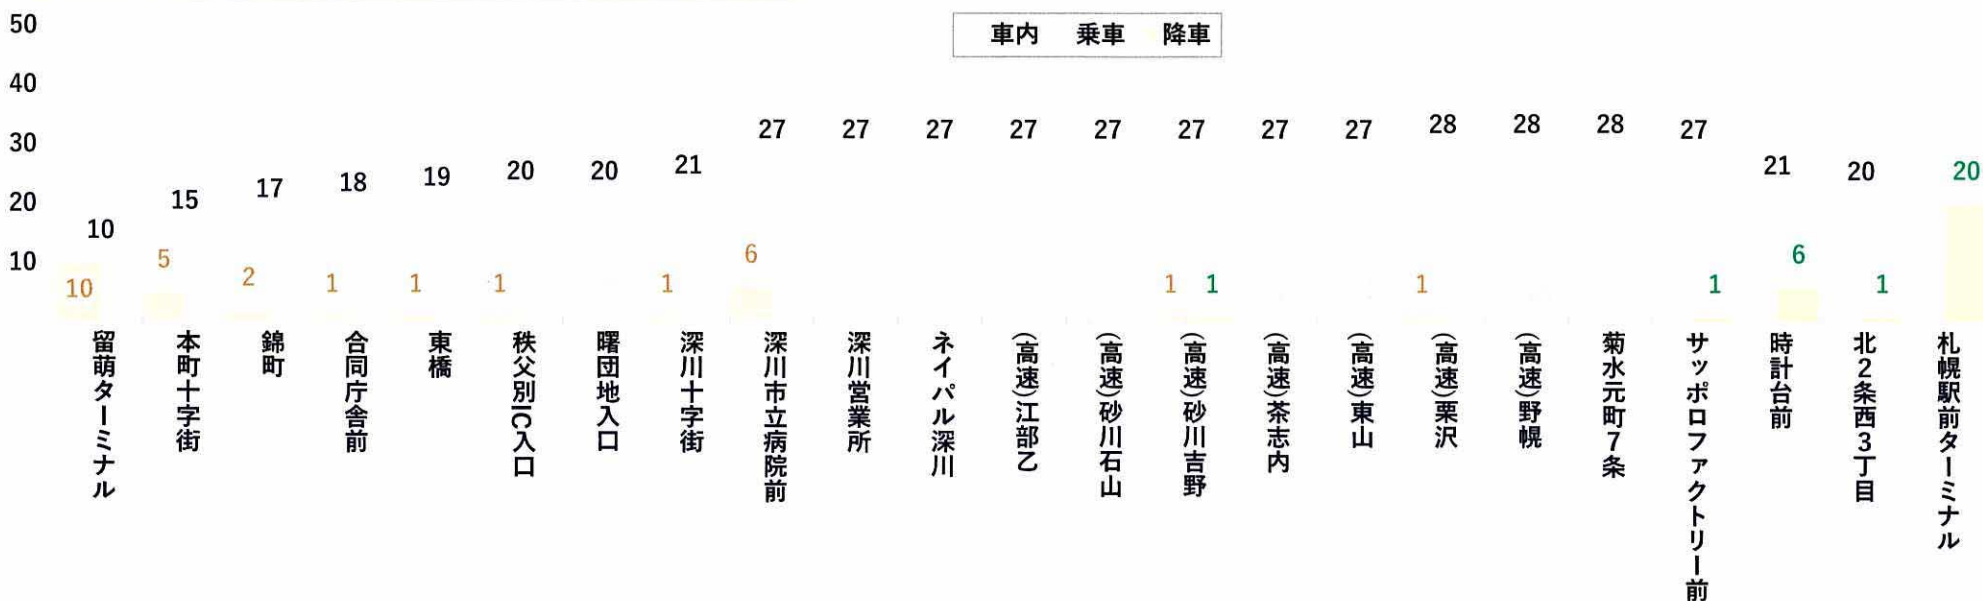 50
40
30
20
10
車内 乗車 降車
10 15 17 18 19 20 20 21 27 27 27 27 27 27 27 27 28 28 28 27 21 20 20
10 5 2 1 1 1 1 6 1 1 1 1 6 1
留萌ターミナル
本町十字街
錦町
合同庁舎前
東橋
秩父別IC入口
曙団地入口
深川十字街
深川市立病院前
深川営業所
ネイパル深川
(高速)江部乙
(高速)砂川石山
(高速)砂川吉野
(高速)茶志内
(高速)東山
(高速)栗沢
(高速)野幌
菊水元町7条
サッポロファクトリー前
時計台前
北2条西3丁目
札幌駅前ターミナル